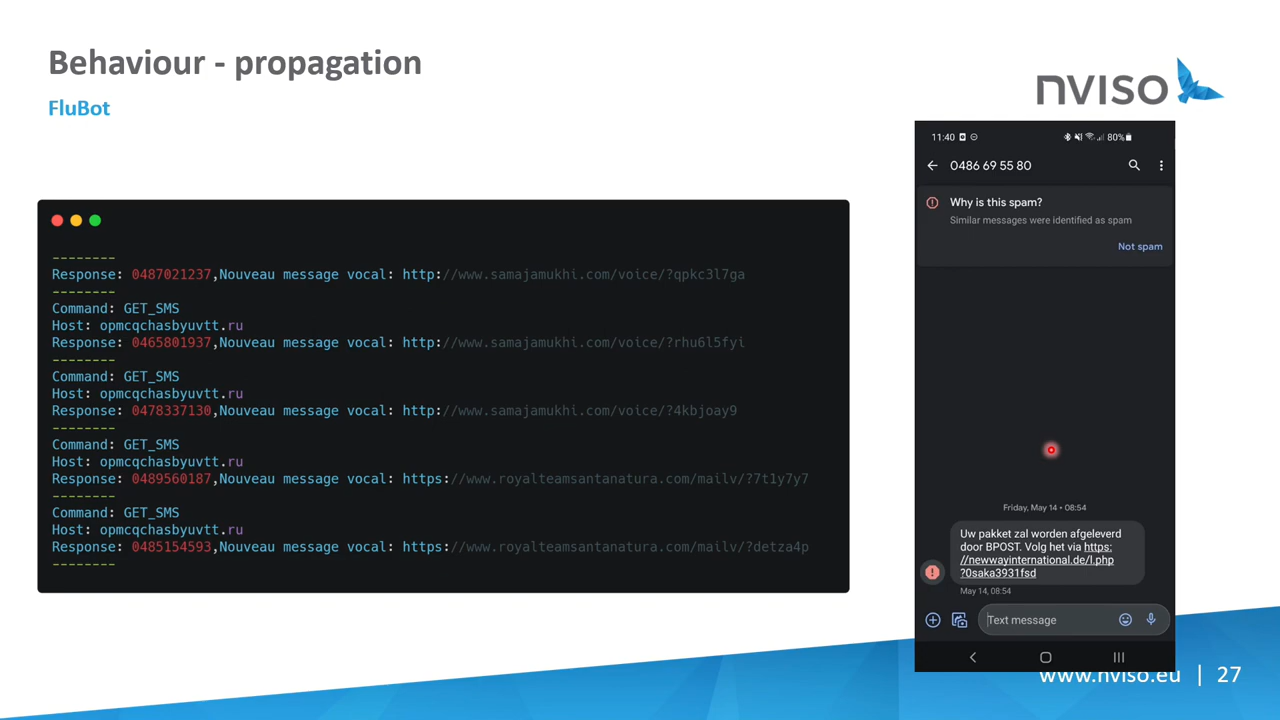 Behaviour - propagation
FluBot
nviso
--------
Response: 0487021237,Nouveau message vocal: http://www.samajamukhi.com/voice/?qpkc3l7ga
--------
Command: GET_SMS
Host: opmcqchasbyuvtt.ru
Response: 0465801937,Nouveau message vocal: http://www.samajamukhi.com/voice/?rhu6l5fyi
--------
Command: GET_SMS
Host: opmcqchasbyuvtt.ru
Response: 0478337130,Nouveau message vocal: http://www.samajamukhi.com/voice/?4kbjoay9
--------
Command: GET_SMS
Host: opmcqchasbyuvtt.ru
Response: 0489560187,Nouveau message vocal: https://www.royalteamsantanatura.com/mailv/?7t1y7y7
--------
Command: GET_SMS
Host: opmcqchasbyuvtt.ru
Response: 0485154593,Nouveau message vocal: https://www.royalteamsantanatura.com/mailv/?detza4p
--------
11:40 80%
0486 69 55 80
Why is this spam?
Similar messages were identified as spam
Not spam
Friday, May 14 • 08:54
Uw pakket zal worden afgeleverd
door BPOST. Volg het via https:
//newwayinternational.de/l.php
?0saka3931fsd
May 14, 08:54
Text message
www.nviso.eu | 27